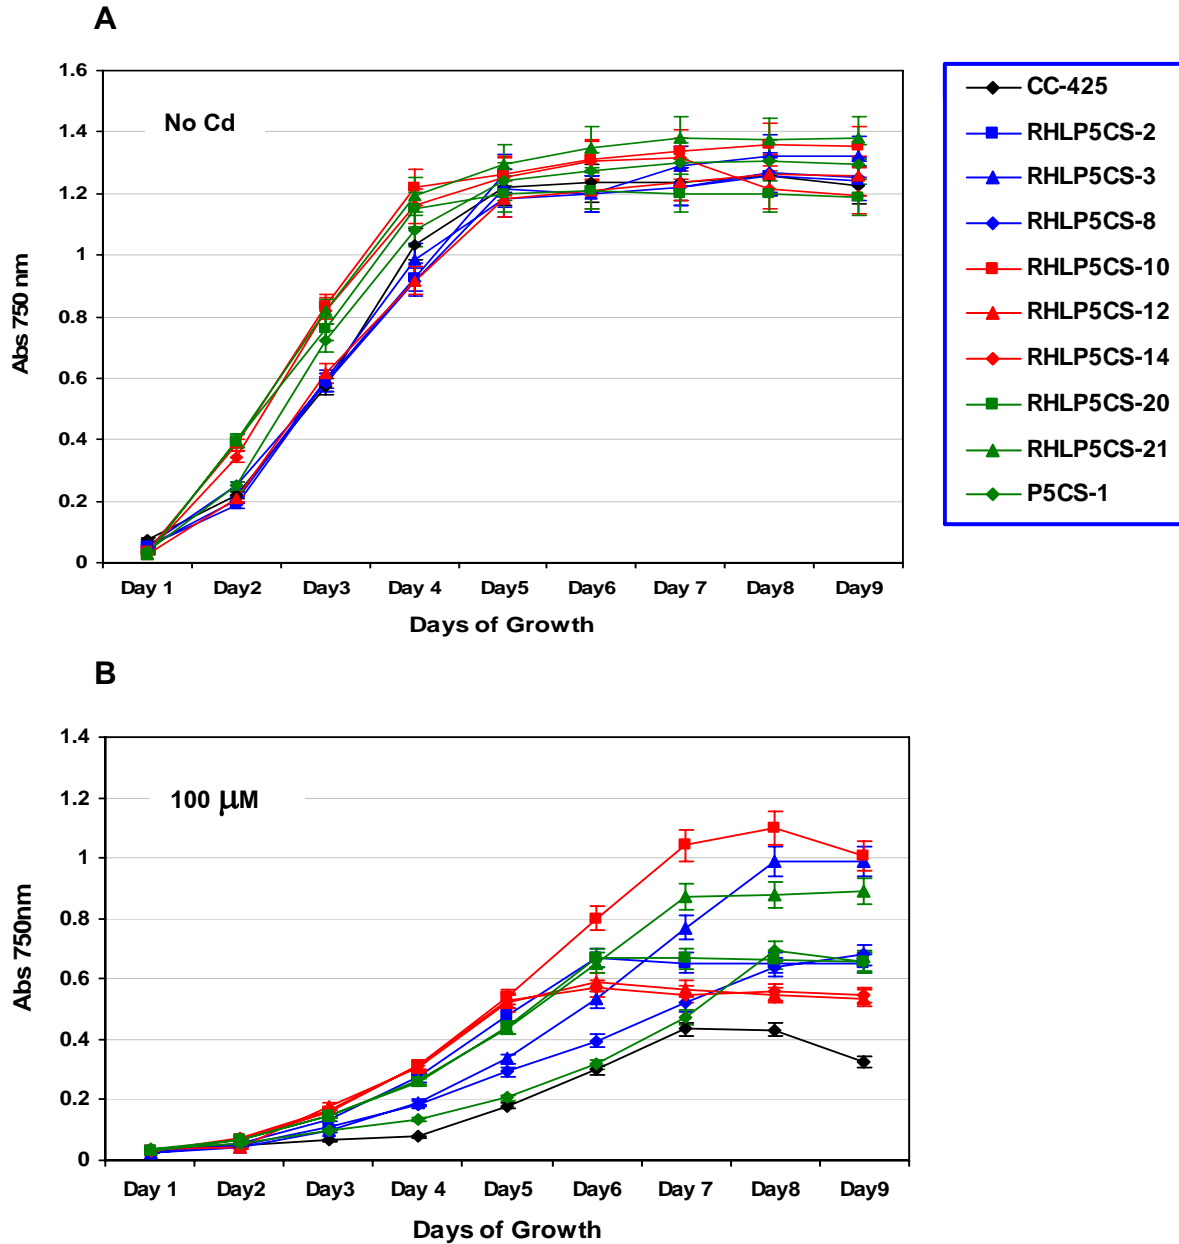 A
1.6
1.4
1.2
1
0.8
0.6
0.4
0.2
0
Abs 750 nm
No Cd
Day 1 Day2 Day3 Day 4 Day5 Day6 Day 7 Day8 Day9
Days of Growth
CC-425
RHLP5CS-2
RHLP5CS-3
RHLP5CS-8
RHLP5CS-10
RHLP5CS-12
RHLP5CS-14
RHLP5CS-20
RHLP5CS-21
P5CS-1
B
1.4
1.2
1
0.8
0.6
0.4
0.2
0
Abs 750nm
100 μM
Day 1 Day2 Day3 Day 4 Day5 Day6 Day 7 Day8 Day9
Days of Growth